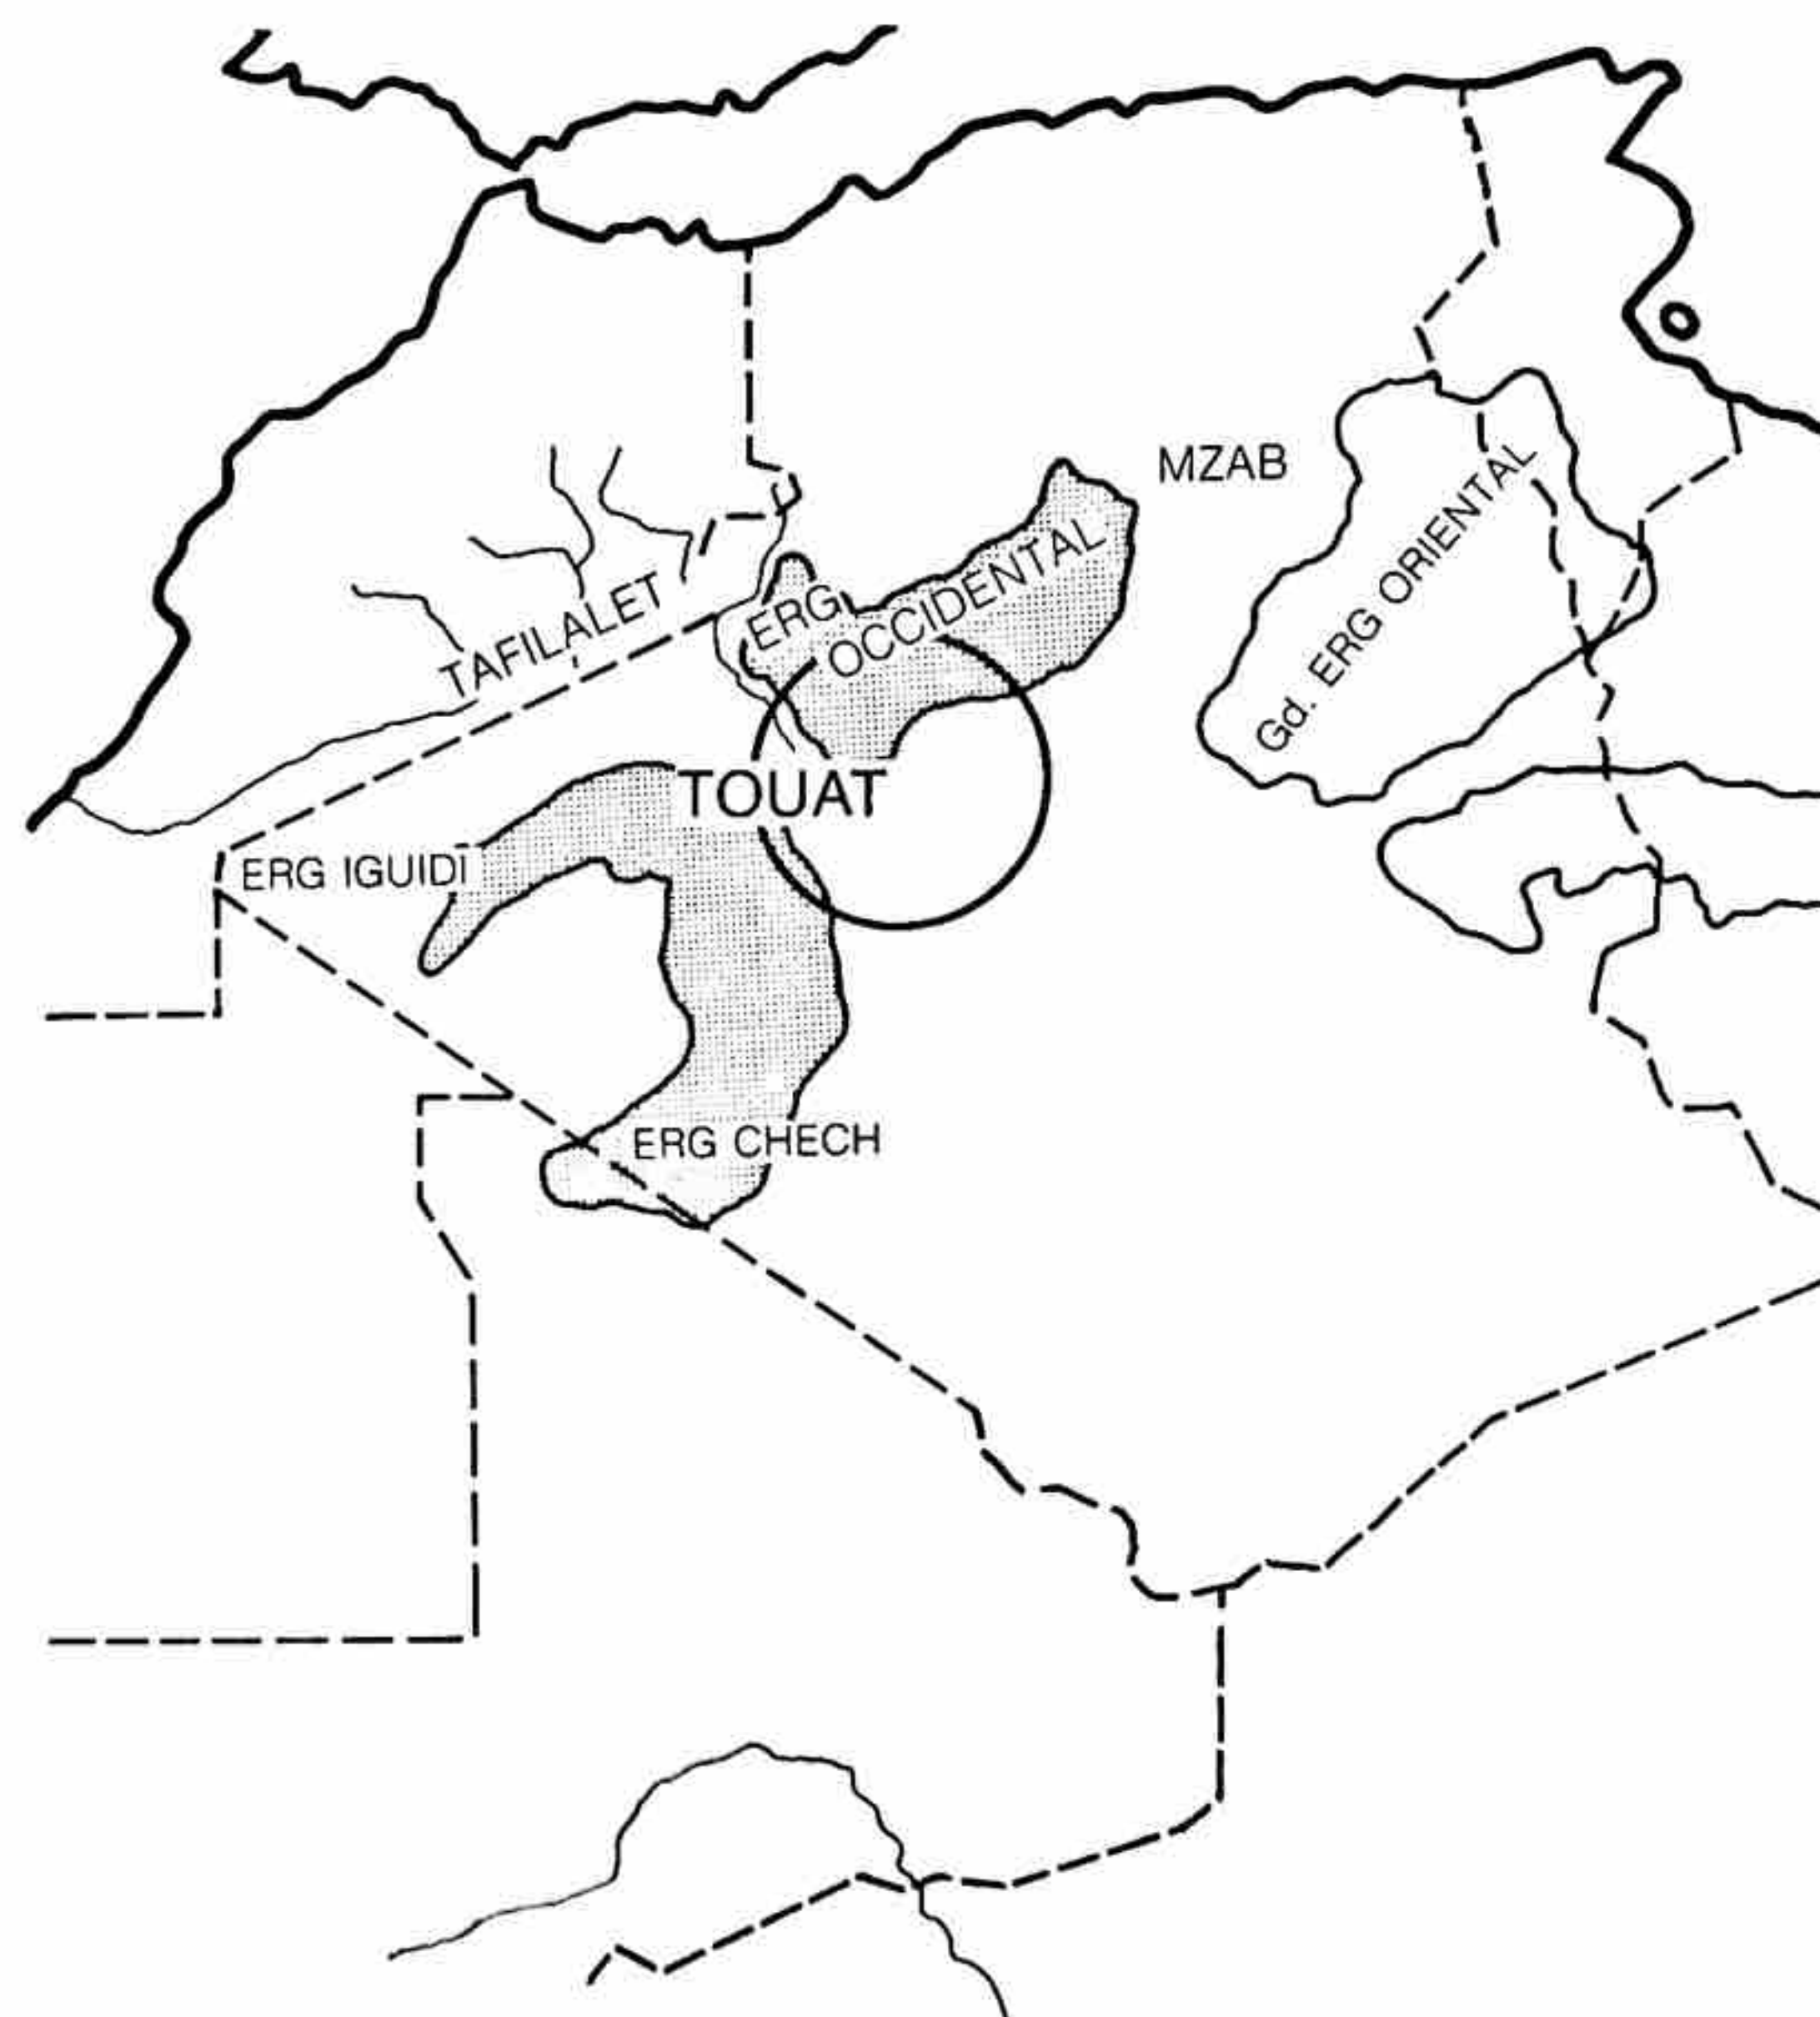 MZAB
TAFILALET
ERG
OCCIDENTAL
Gd. ERG ORIENTAL
TOUAT
ERG IGUIDI
ERG CHECH